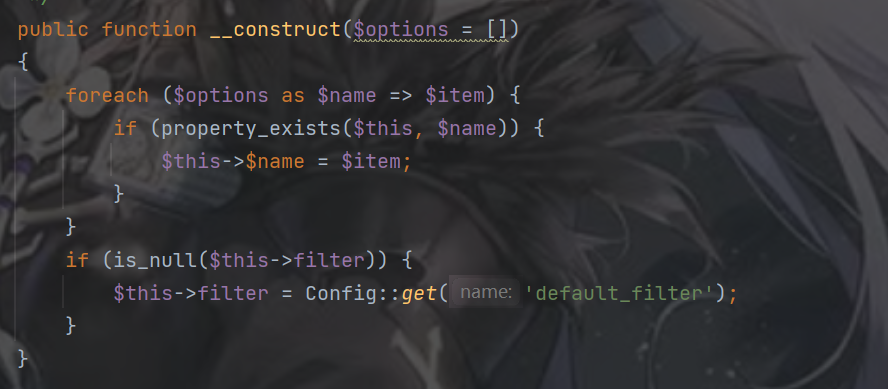 */
public function __construct($options = [])
{
foreach ($options as $name => $item) {
if (property_exists($this, $name)) {
$this->$name = $item;
}
}
if (is_null($this->filter)) {
$this->filter = Config::get( name: 'default_filter');
}
}